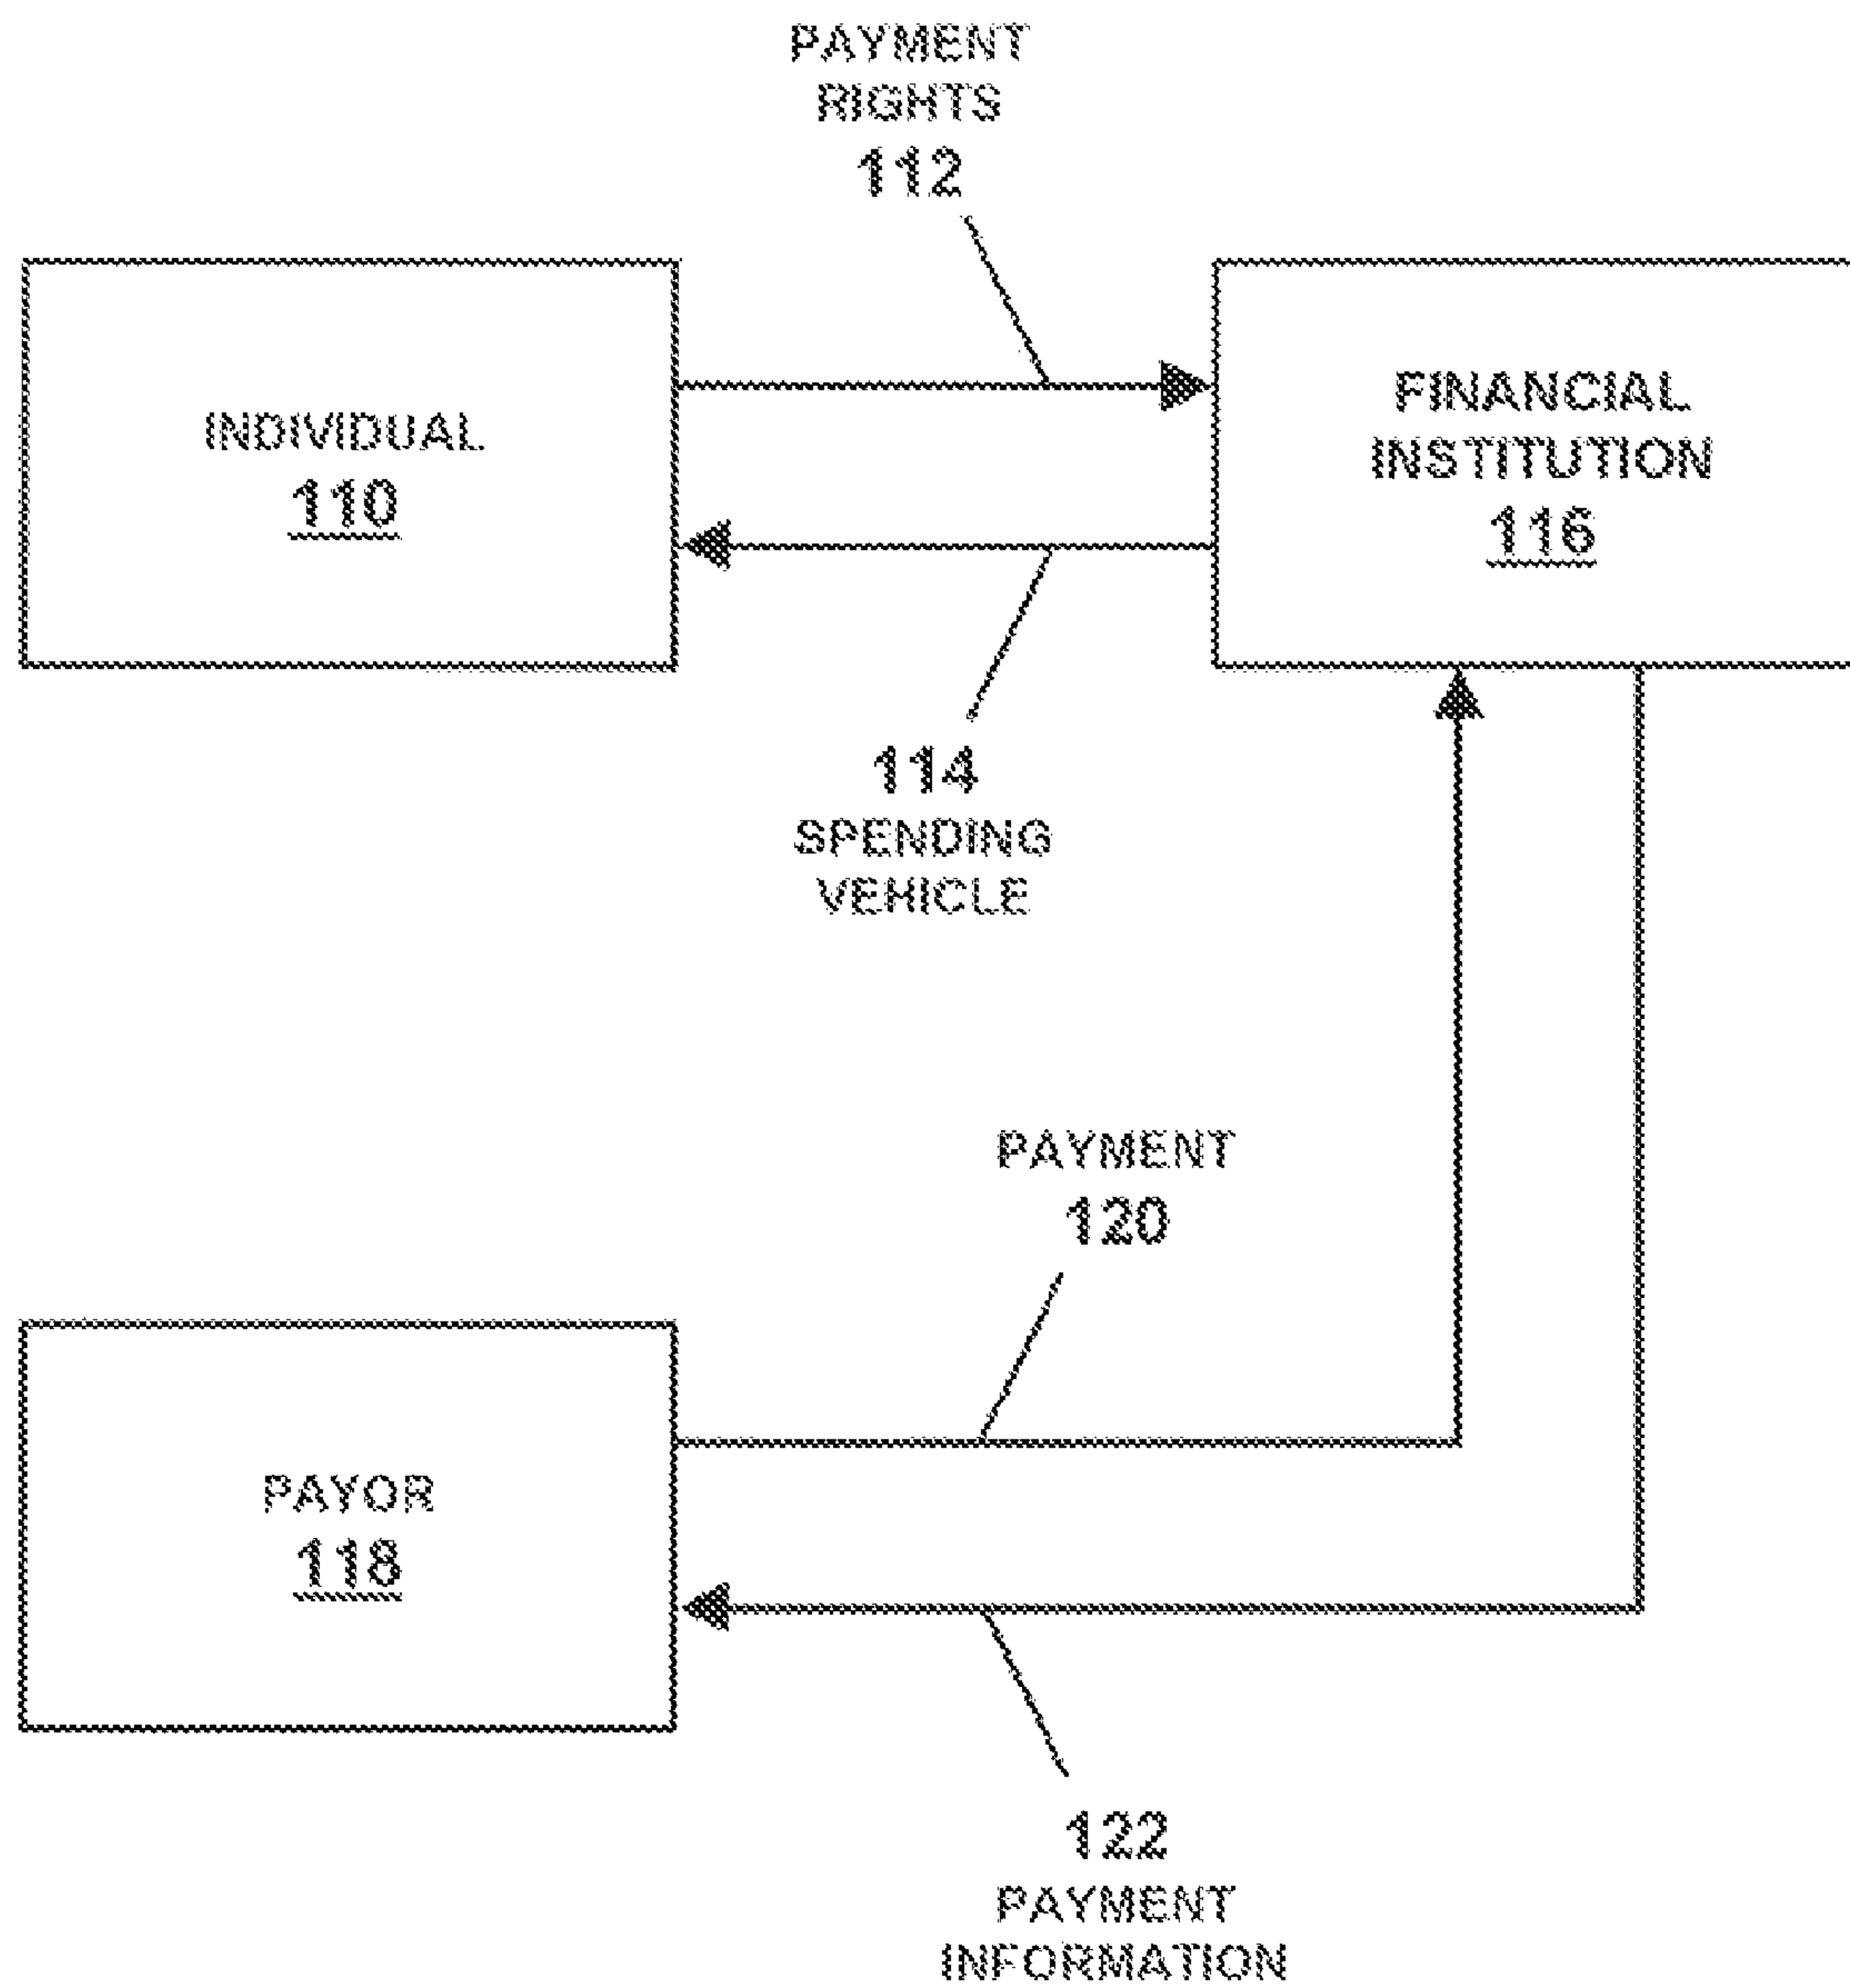 PAYMENT
RIGHTS
112
INDIVIDUAL
110
FINANCIAL
INSTITUTION
116
114
SPENDING
VEHICLE
PAYMENT
120
PAYOR
118
122
PAYMENT
INFORMATION